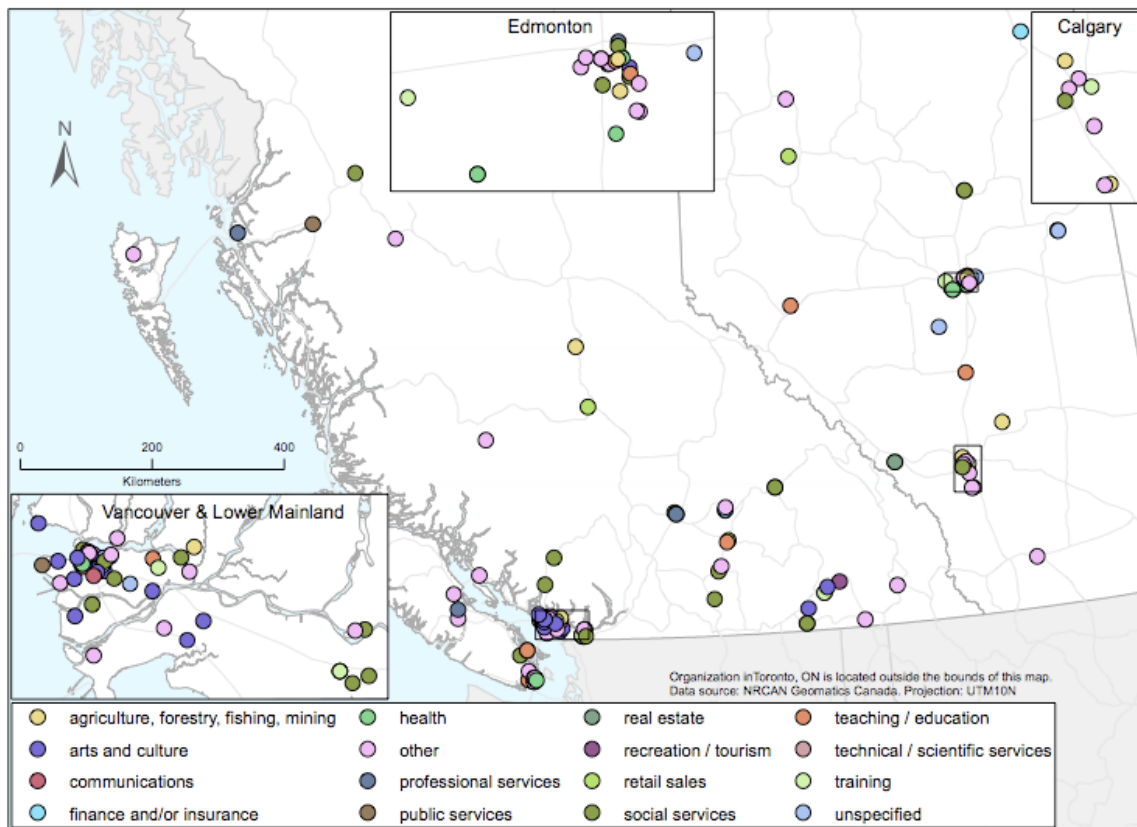 Edmonton
Calgary
N
0 200 400
Kilometers
Vancouver & Lower Mainland
Organization inToronto, ON is located outside the bounds of this map.
Data source: NRCAN Geomatics Canada. Projection: UTM10N
agriculture, forestry, fishing, mining
health
real estate
teaching / education
arts and culture
other
recreation / tourism
technical / scientific services
communications
professional services
retail sales
training
finance and/or insurance
public services
social services
unspecified